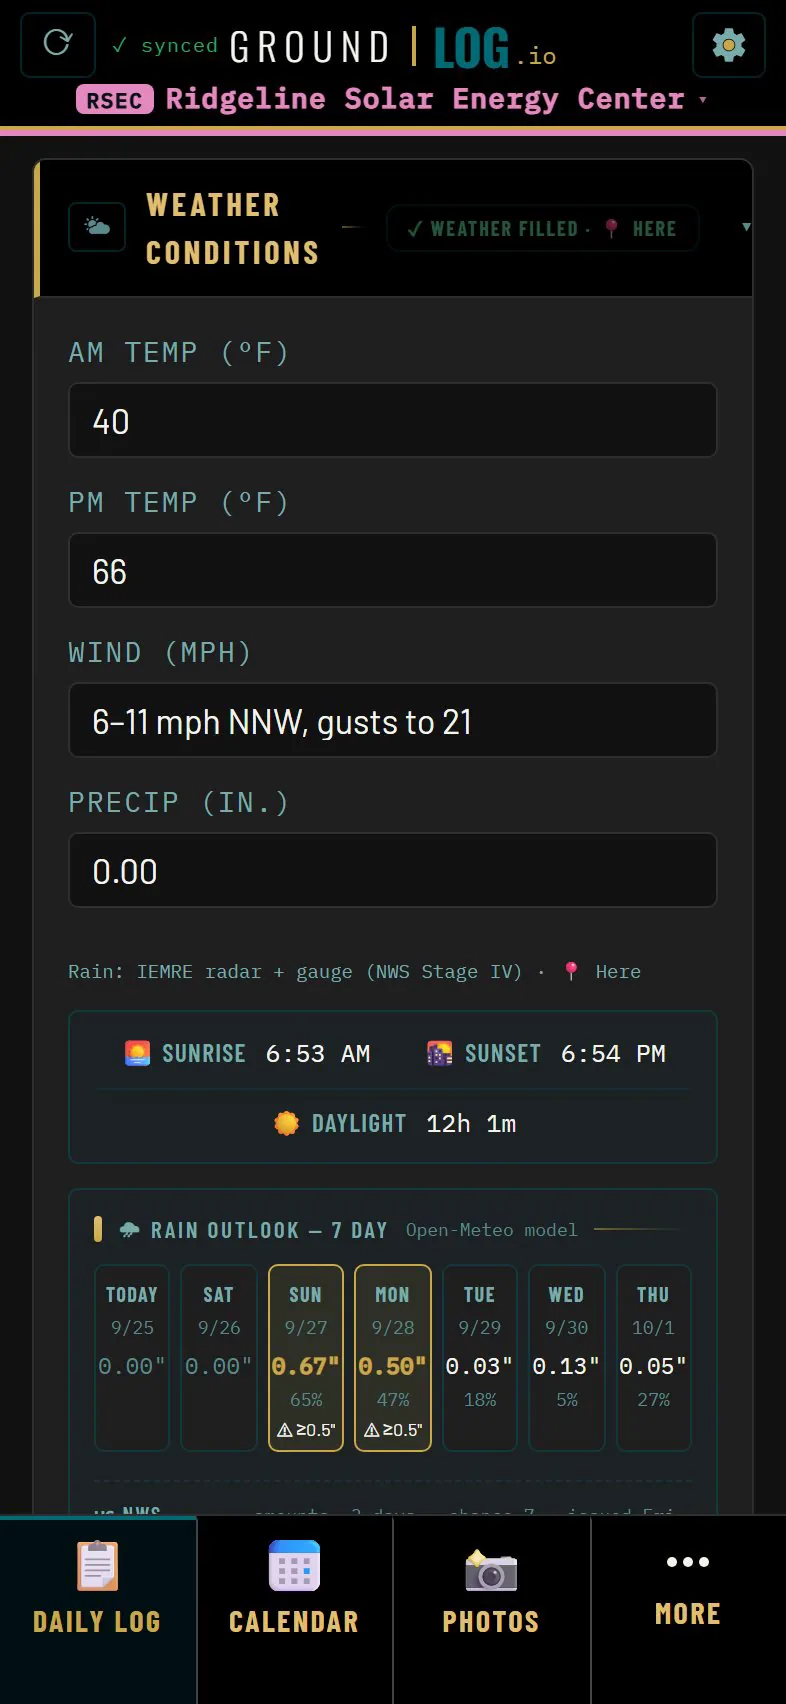 ✓ synced GROUND | LOG.io
RSEC Ridgeline Solar Energy Center ▾
WEATHER CONDITIONS
✓ WEATHER FILLED · 📍 HERE ▼
AM TEMP (°F)
40
PM TEMP (°F)
66
WIND (MPH)
6–11 mph NNW, gusts to 21
PRECIP (IN.)
0.00
Rain: IEMRE radar + gauge (NWS Stage IV) · 📍 Here
SUNRISE 6:53 AM SUNSET 6:54 PM
DAYLIGHT 12h 1m
RAIN OUTLOOK — 7 DAY Open-Meteo model
TODAY SAT SUN MON TUE WED THU
9/25 9/26 9/27 9/28 9/29 9/30 10/1
0.00" 0.00" 0.67" 0.50" 0.03" 0.13" 0.05"
65% 47% 18% 5% 27%
⚠ ≥0.5" ⚠ ≥0.5"
DAILY LOG CALENDAR PHOTOS MORE